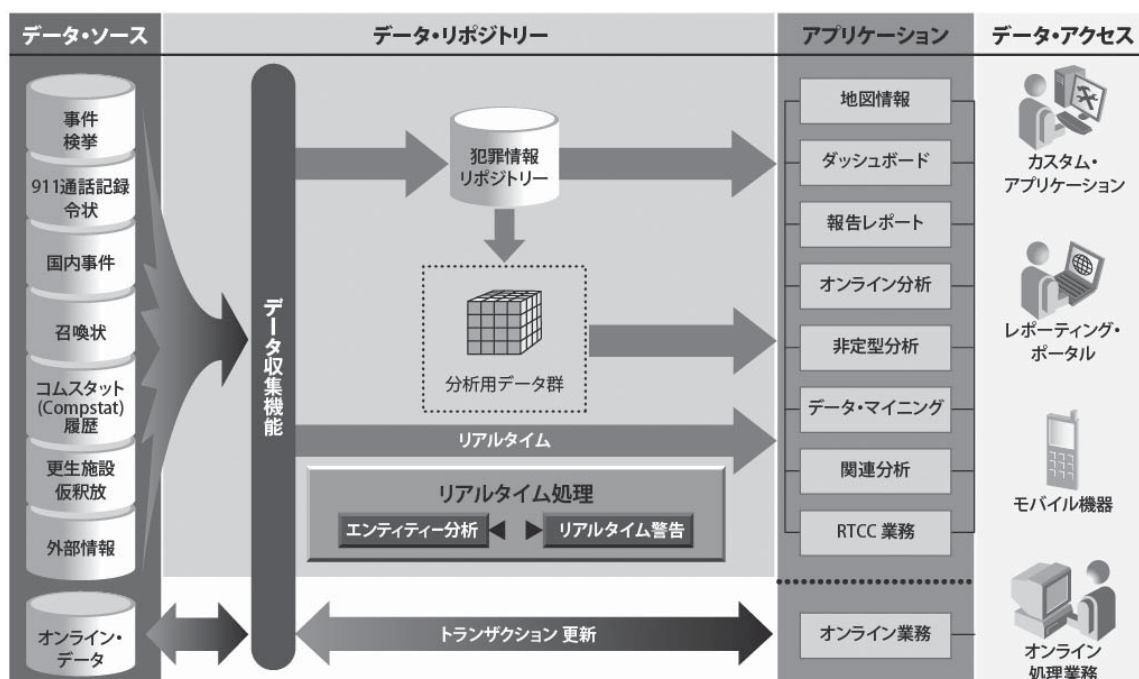 データ・ソース
データ・リポジトリー
アプリケーション
データ・アクセス
事件
検挙
911通話記録
令状
国内事件
召喚状
コムスタット
(Compstat)
履歴
更生施設
仮釈放
外部情報
オンライン・
データ
データ収集機能
犯罪情報
リポジトリー
分析用データ群
リアルタイム
リアルタイム処理
エンティティー分析
リアルタイム警告
トランザクション 更新
地図情報
ダッシュボード
報告レポート
オンライン分析
非定型分析
データ・マイニング
関連分析
RTCC 業務
オンライン業務
カスタム・
アプリケーション
レポーティング・
ポータル
モバイル機器
オンライン
処理業務